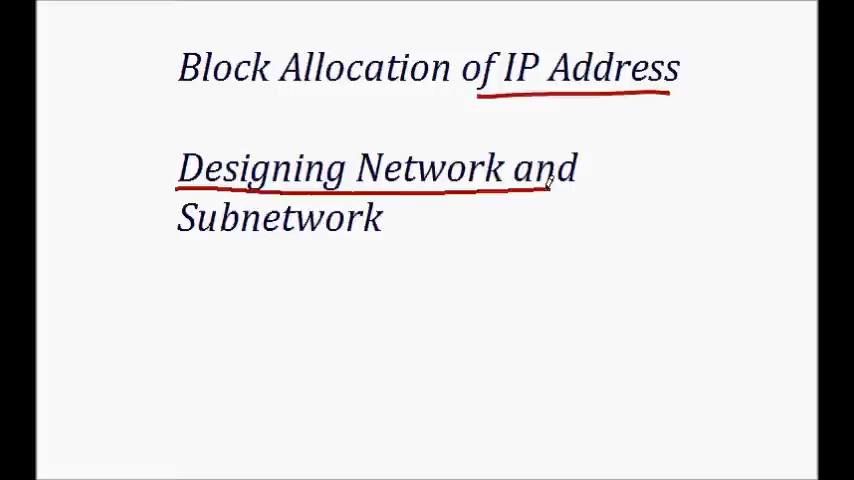 Block Allocation of IP Address
Designing Network and
Subnetwork